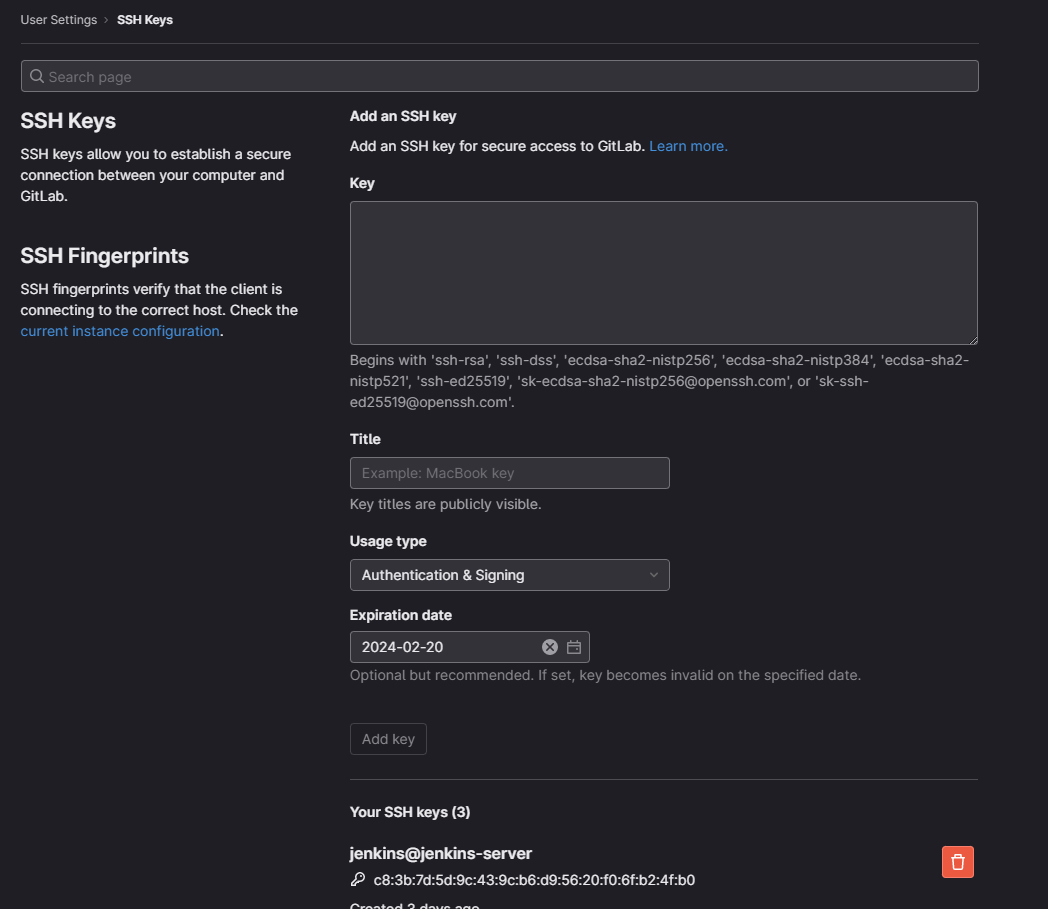 User Settings › SSH Keys
Search page
SSH Keys
SSH keys allow you to establish a secure
connection between your computer and
GitLab.
SSH Fingerprints
SSH fingerprints verify that the client is
connecting to the correct host. Check the
current instance configuration.
Add an SSH key
Add an SSH key for secure access to GitLab. Learn more.
Key
Begins with 'ssh-rsa', 'ssh-dss', 'ecdsa-sha2-nistp256', 'ecdsa-sha2-nistp384', 'ecdsa-sha2-
nistp521', 'ssh-ed25519', 'sk-ecdsa-sha2-nistp256@openssh.com', or 'sk-ssh-
ed25519@openssh.com'.
Title
Example: MacBook key
Key titles are publicly visible.
Usage type
Authentication & Signing
Expiration date
2024-02-20
Optional but recommended. If set, key becomes invalid on the specified date.
Add key
Your SSH keys (3)
jenkins@jenkins-server
c8:3b:7d:5d:9c:43:9c:b6:d9:56:20:f0:6f:b2:4f:b0
Created 3 days ago